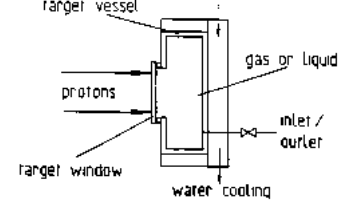 target vessel
gas or liquid
protons
inlet /
outlet
target window
water cooling